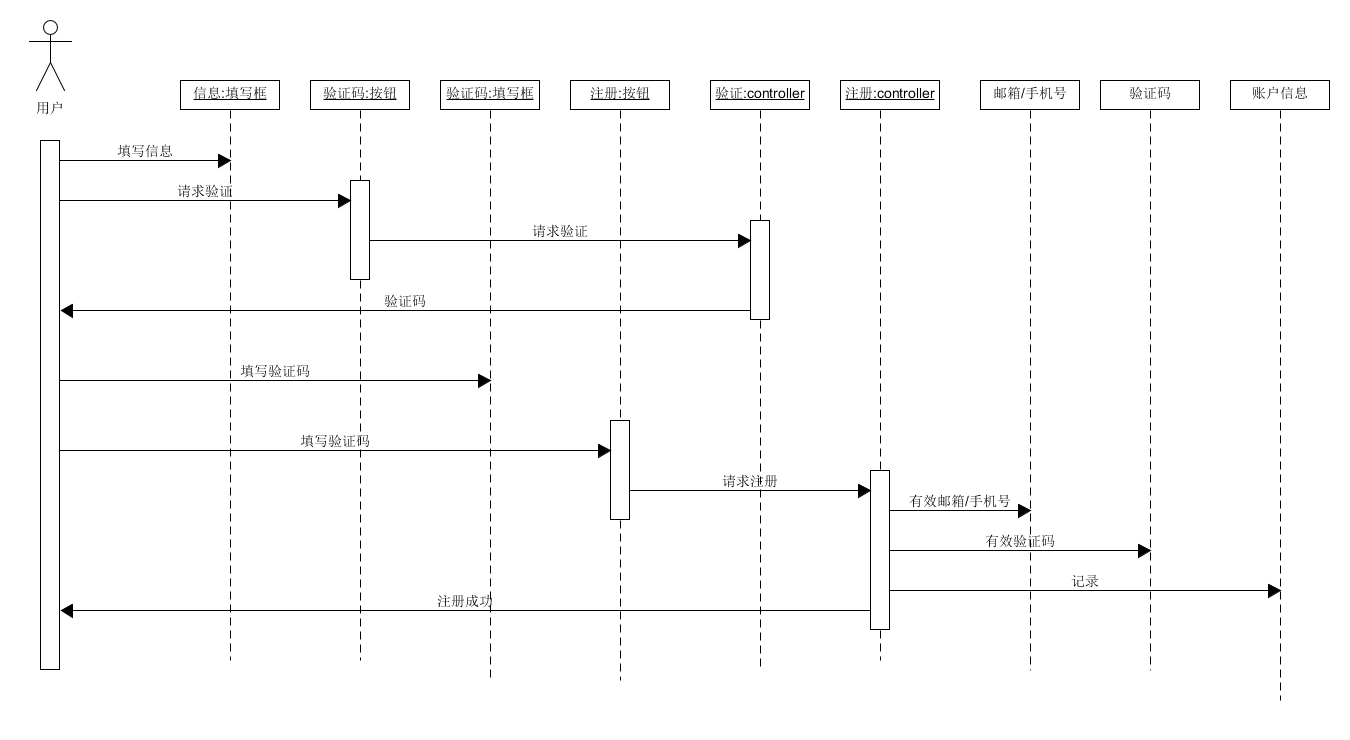 用户
信息:填写框
验证码:按钮
验证码:填写框
注册:按钮
验证:controller
注册:controller
邮箱/手机号
验证码
账户信息
填写信息
请求验证
请求验证
验证码
填写验证码
填写验证码
请求注册
有效邮箱/手机号
有效验证码
记录
注册成功